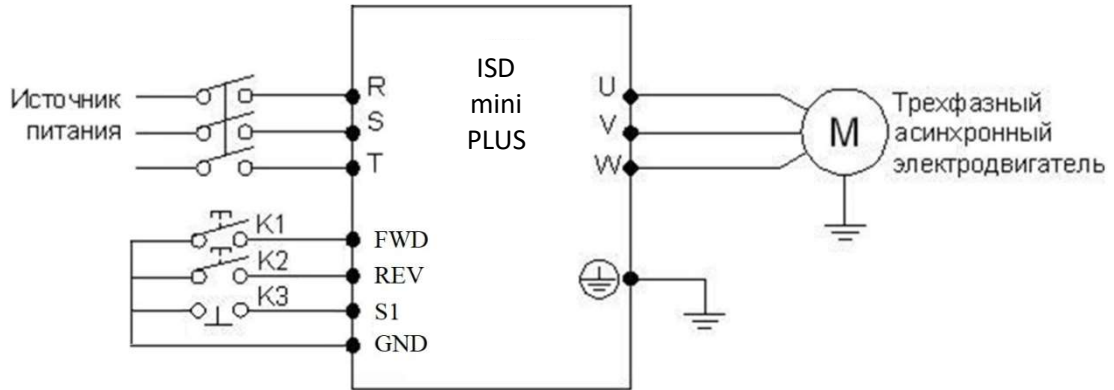 ISD
mini
PLUS
Источник
питания
R
S
T
U
V
W
M
Трехфазный
асинхронный
электродвигатель
K1
FWD
K2
REV
K3
S1
GND